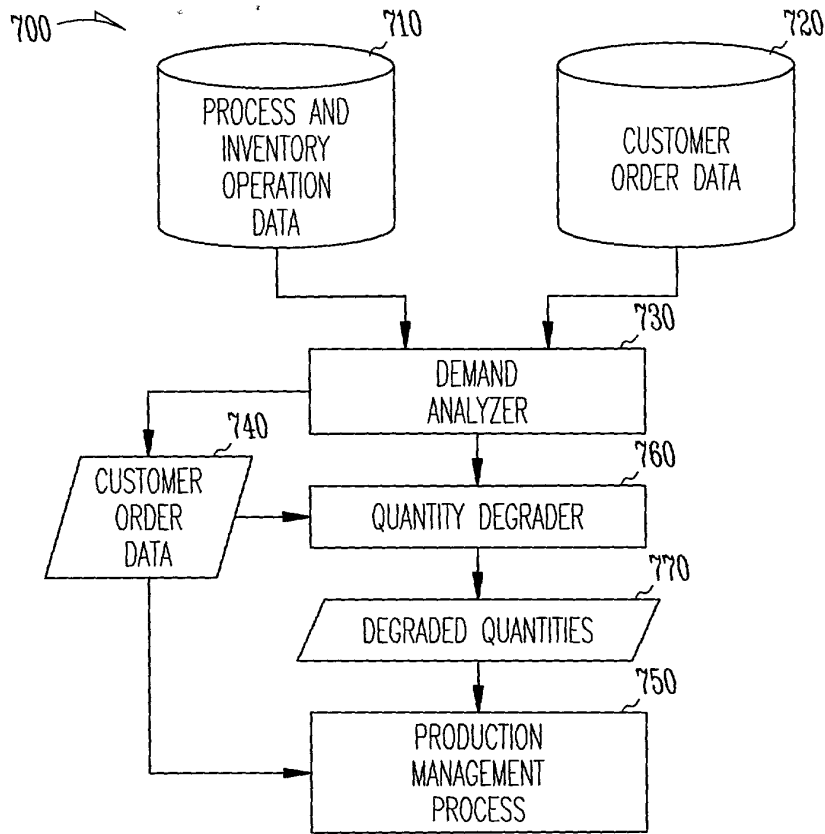 700
710
PROCESS AND
INVENTORY
OPERATION
DATA
720
CUSTOMER
ORDER DATA
730
DEMAND
ANALYZER
740
CUSTOMER
ORDER
DATA
760
QUANTITY DEGRADER
770
DEGRADED QUANTITIES
750
PRODUCTION
MANAGEMENT
PROCESS